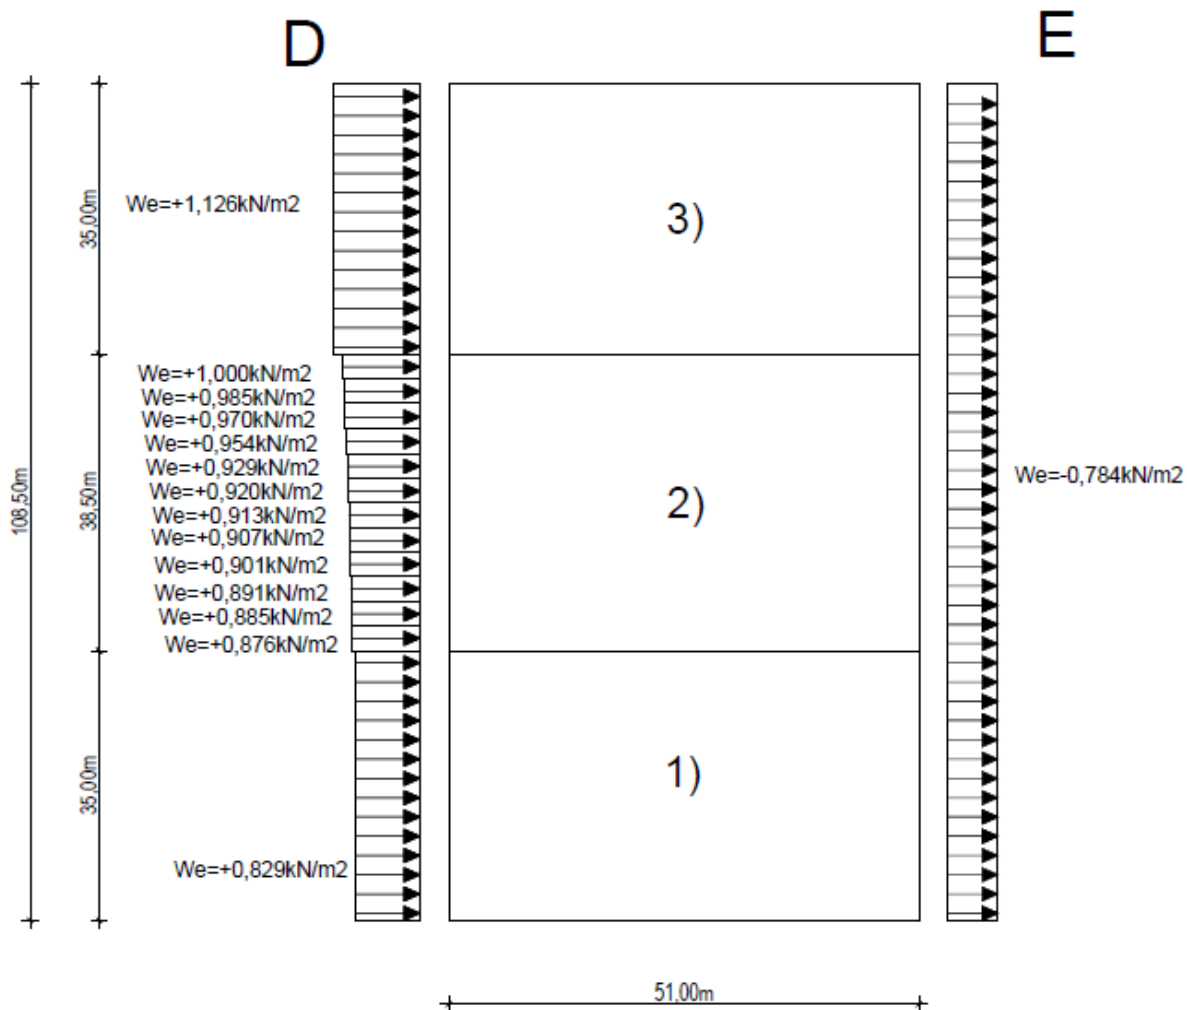 D
E
35,00m
We=+1,126kN/m2
3)
We=+1,000kN/m2
We=+0,985kN/m2
We=+0,970kN/m2
We=+0,954kN/m2
We=+0,929kN/m2
We=+0,920kN/m2
We=+0,913kN/m2
We=+0,907kN/m2
We=+0,901kN/m2
We=+0,891kN/m2
We=+0,885kN/m2
We=+0,876kN/m2
108,50m
38,50m
2)
We=-0,784kN/m2
35,00m
1)
We=+0,829kN/m2
51,00m